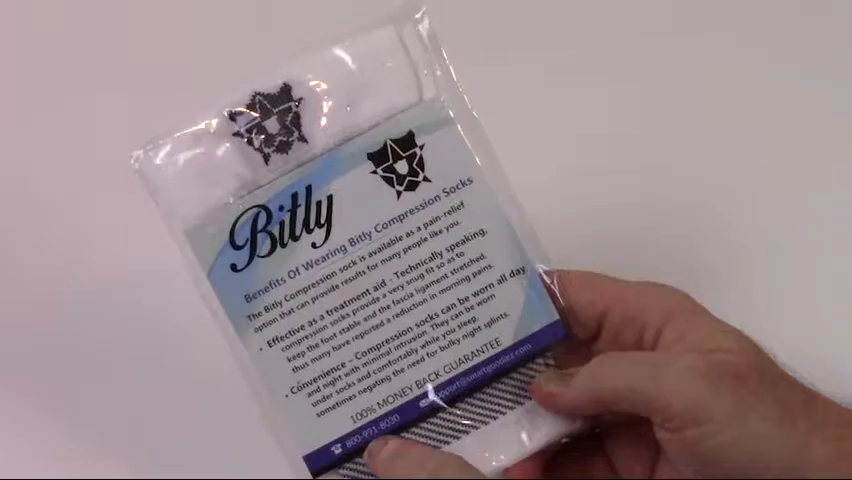 Bitly
Benefits Of Wearing Bitly Compression Socks
The Bitly Compression sock is available as a pain-relief
option that can provide results for many people like you.
• Effective as a treatment aid - Technically speaking,
compression socks provide a very snug fit so as to
keep the foot stable and the fascia ligament stretched.
thus many have reported a reduction in morning pains.
• Convenience – Compression socks can be worn all day
and night with minimal intrusion. They can be worn
under socks and comfortably while you sleep,
sometimes negating the need for bulky night splints.
100% MONEY BACK GUARANTEE
800-991-8030
support@smartgoodiez.com